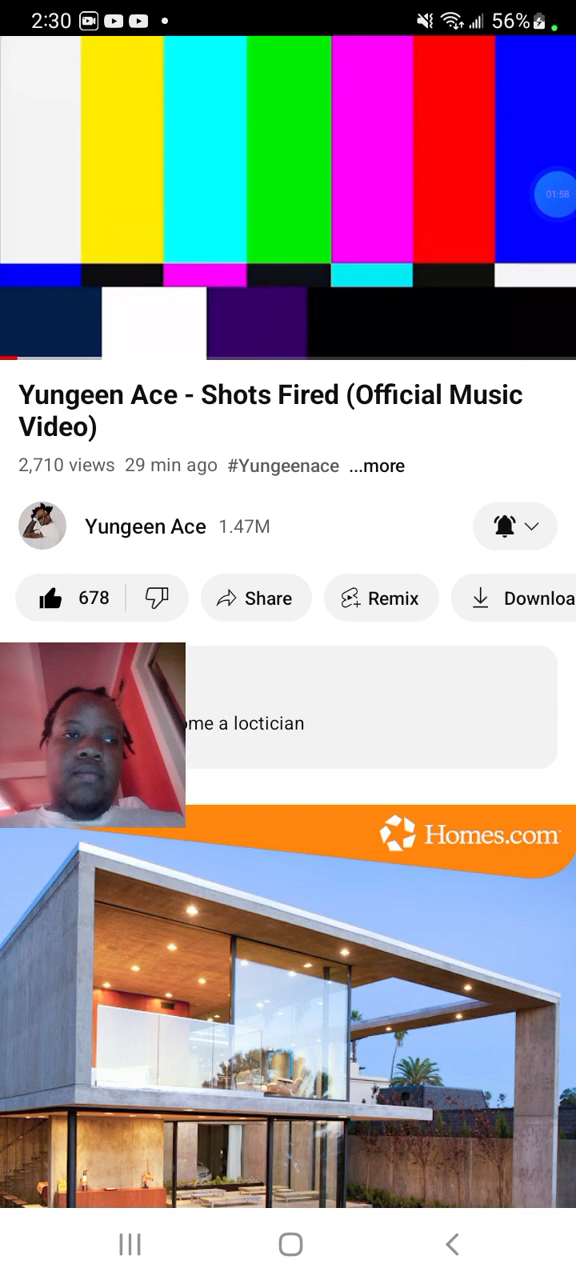 2:30
56%
01:58
Yungeen Ace - Shots Fired (Official Music
Video)
2,710 views 29 min ago #Yungeenace ...more
Yungeen Ace 1.47M
678 Share Remix Downloa
ome a loctician
Homes.com